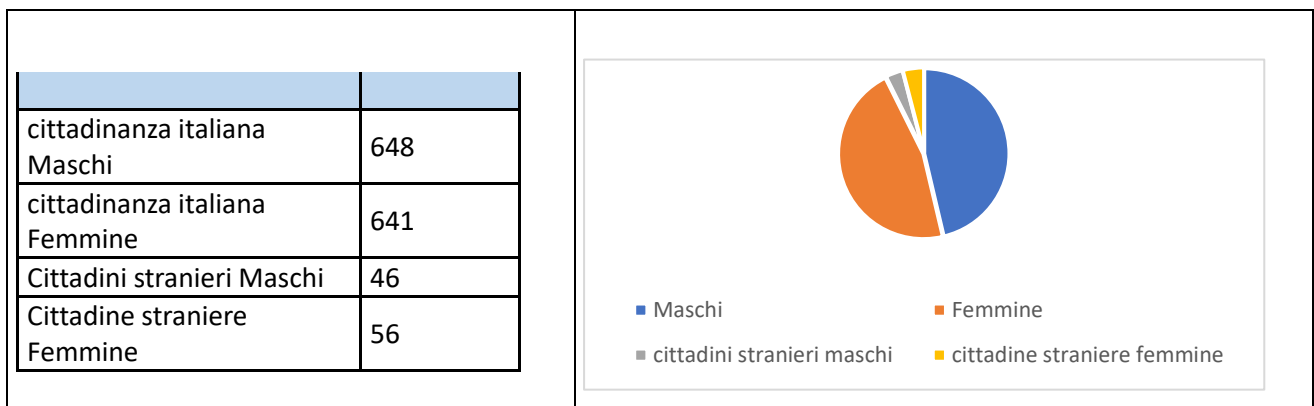 cittadinanza italiana
Maschi
648
cittadinanza italiana
Femmine
641
Cittadini stranieri Maschi
46
Cittadine straniere
Femmine
56
Maschi
Femmine
cittadini stranieri maschi
cittadine straniere femmine